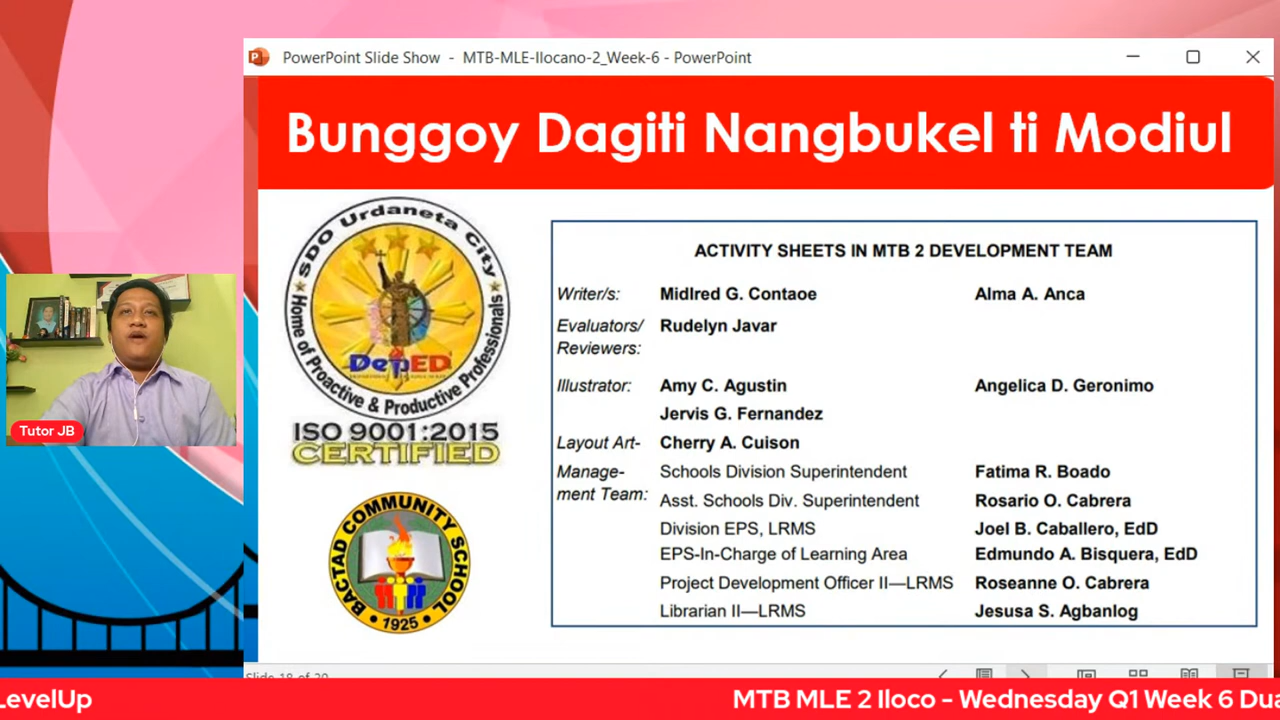 PowerPoint Slide Show - MTB-MLE-Ilocano-2_Week-6 - PowerPoint
Bunggoy Dagiti Nangbukel ti Modiul
SDO Urdaneta City
Home of Proactive & Productive Professionals
DepED
ISO 9001:2015
CERTIFIED
BACTAD COMMUNITY SCHOOL
1925
ACTIVITY SHEETS IN MTB 2 DEVELOPMENT TEAM
Writer/s: Midlred G. Contaoe Alma A. Anca
Evaluators/ Rudelyn Javar
Reviewers:
Illustrator: Amy C. Agustin Angelica D. Geronimo
Jervis G. Fernandez
Layout Art- Cherry A. Cuison
Manage- Schools Division Superintendent Fatima R. Boado
ment Team: Asst. Schools Div. Superintendent Rosario O. Cabrera
Division EPS, LRMS Joel B. Caballero, EdD
EPS-In-Charge of Learning Area Edmundo A. Bisquera, EdD
Project Development Officer II—LRMS Roseanne O. Cabrera
Librarian II—LRMS Jesusa S. Agbanlog
Tutor JB
Slide 18 of 20
LevelUp MTB MLE 2 Iloco - Wednesday Q1 Week 6 Dua